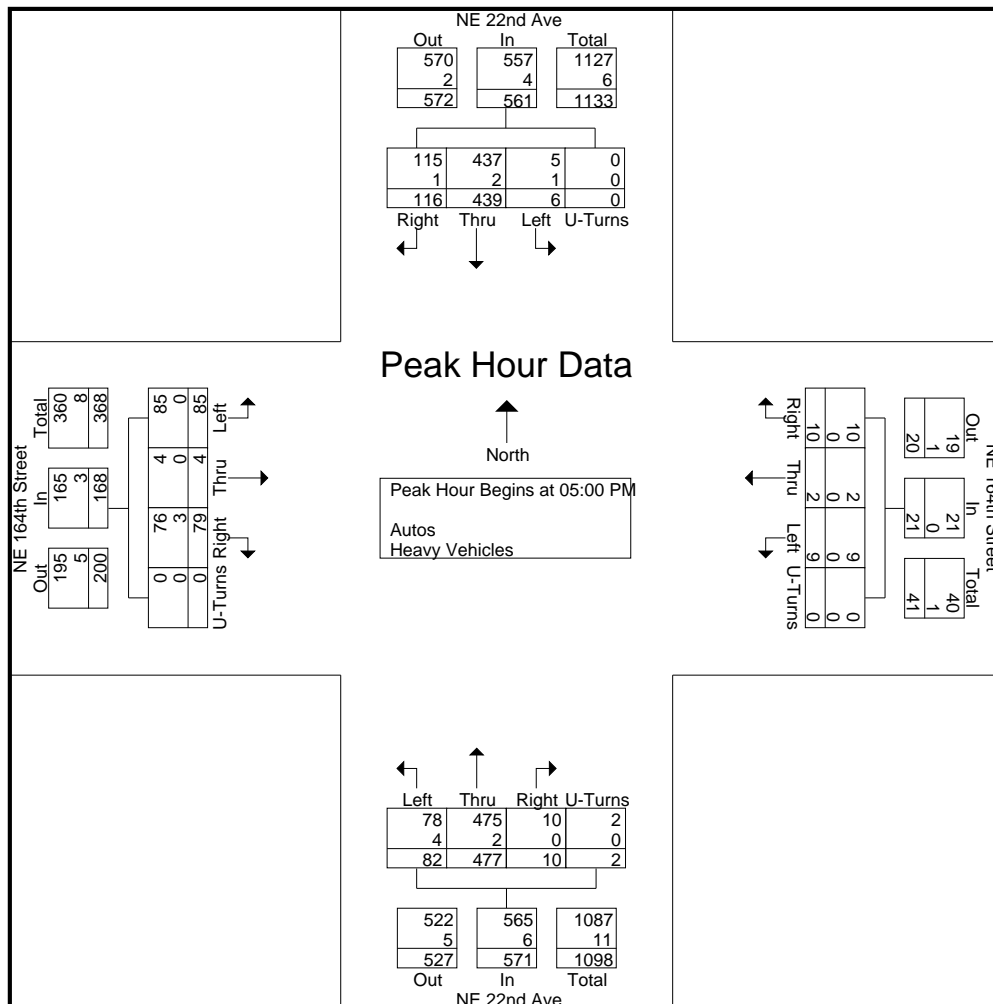 NE 22nd Ave
Out In Total
570 557 1127
2 4 6
572 561 1133
115 437 5 0
1 2 1 0
116 439 6 0
Right Thru Left U-Turns
Peak Hour Data
North
Peak Hour Begins at 05:00 PM
Autos
Heavy Vehicles
NE 164th Street
Total In Out
360 165 195
8 3 5
368 168 200
85 4 76 0
0 0 3 0
85 4 79 0
Left Thru Right U-Turns
NE 164th Street
Out In Total
19 21 40
1 0 1
20 21 41
10 2 9 0
0 0 0 0
10 2 9 0
Right Thru Left U-Turns
Left Thru Right U-Turns
78 475 10 2
4 2 0 0
82 477 10 2
522 565 1087
5 6 11
527 571 1098
Out In Total
NE 22nd Ave